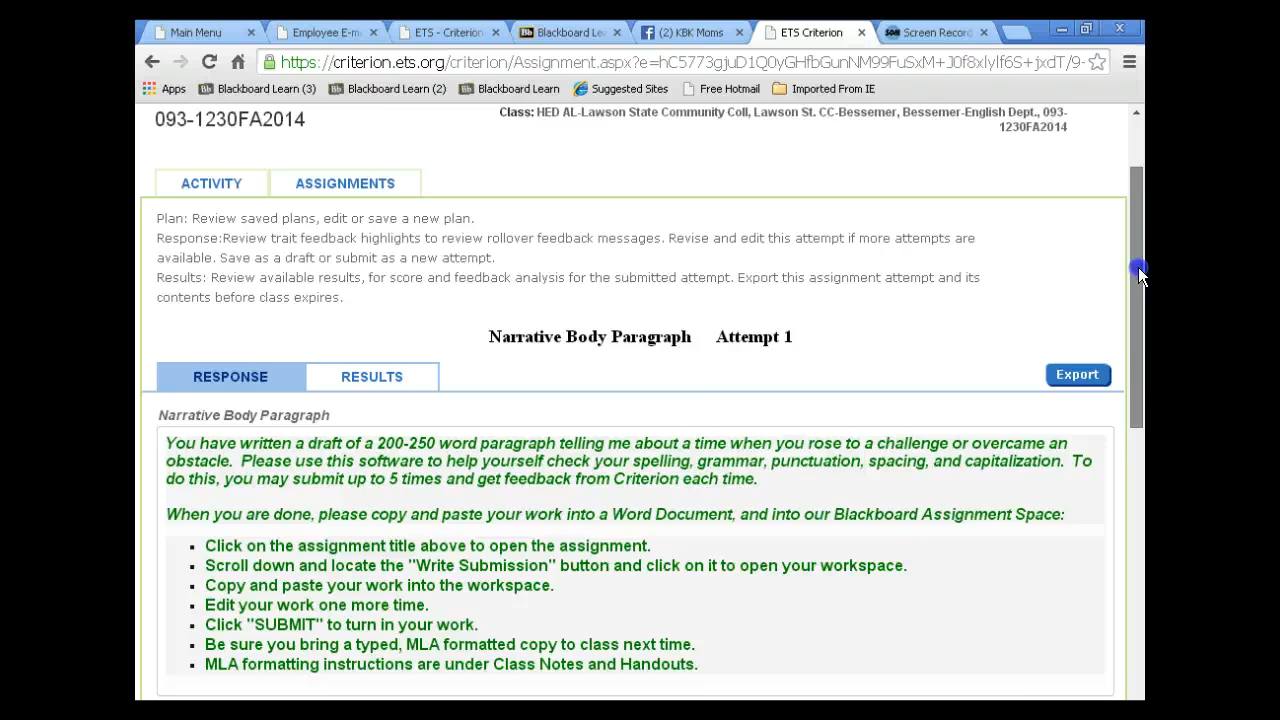 Main Menu
Employee E-m
ETS - Criterion
Blackboard Le
(2) KBK Moms
ETS Criterion
Screen Record
https://criterion.ets.org/criterion/Assignment.aspx?e=
Apps
Blackboard Learn (3)
Blackboard Learn (2)
Blackboard Learn
Suggested Sites
Free Hotmail
Imported From IE
093-1230FA2014
Class: HED AL-Lawson State Community Coll, Lawson St. CC-Bessemer, Bessemer-English Dept., 093-
1230FA2014
ACTIVITY
ASSIGNMENTS
Plan: Review saved plans, edit or save a new plan.
Response:Review trait feedback highlights to review rollover feedback messages. Revise and edit this attempt if more attempts are
available. Save as a draft or submit as a new attempt.
Results: Review available results, for score and feedback analysis for the submitted attempt. Export this assignment attempt and its
contents before class expires.
Narrative Body Paragraph Attempt 1
RESPONSE
RESULTS
Export
Narrative Body Paragraph
You have written a draft of a 200-250 word paragraph telling me about a time when you rose to a challenge or overcame an
obstacle. Please use this software to help yourself check your spelling, grammar, punctuation, spacing, and capitalization. To
do this, you may submit up to 5 times and get feedback from Criterion each time.
When you are done, please copy and paste your work into a Word Document, and into our Blackboard Assignment Space:
Click on the assignment title above to open the assignment.
Scroll down and locate the "Write Submission" button and click on it to open your workspace.
Copy and paste your work into the workspace.
Edit your work one more time.
Click "SUBMIT" to turn in your work.
Be sure you bring a typed, MLA formatted copy to class next time.
MLA formatting instructions are under Class Notes and Handouts.